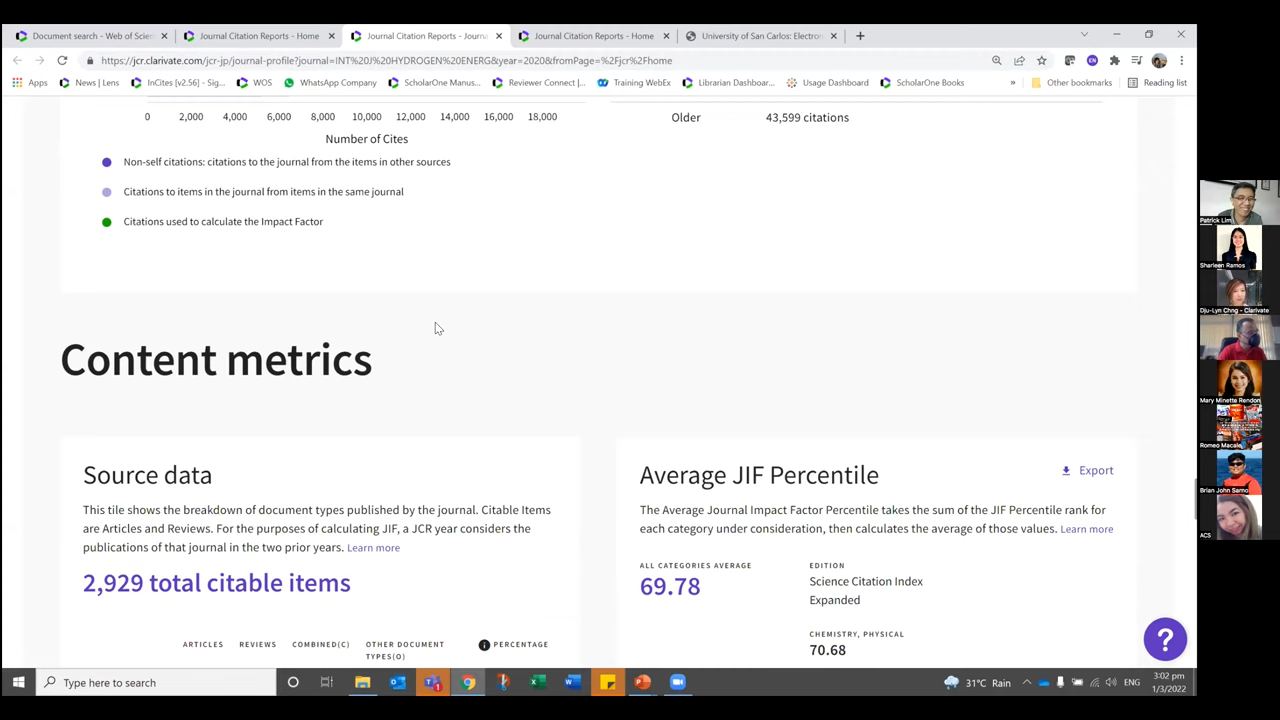 Document search - Web of Scien
Journal Citation Reports - Home
Journal Citation Reports - Journa
Journal Citation Reports - Home
University of San Carlos: Electron
https://jcr.clarivate.com/jcr-jp/journal-profile?journal=INT%20J%20HYDROGEN%20ENERG&year=2020&fromPage=%2Fjcr%2Fhome
Apps
News | Lens
InCites [v2.56] - Sig...
WOS
WhatsApp Company
ScholarOne Manus...
Reviewer Connect |...
Training WebEx
Librarian Dashboard...
Usage Dashboard
ScholarOne Books
»
Other bookmarks
Reading list
0 2,000 4,000 6,000 8,000 10,000 12,000 14,000 16,000 18,000
Number of Cites
Older 43,599 citations
Non-self citations: citations to the journal from the items in other sources
Citations to items in the journal from items in the same journal
Citations used to calculate the Impact Factor
Content metrics
Source data
This tile shows the breakdown of document types published by the journal. Citable Items
are Articles and Reviews. For the purposes of calculating JIF, a JCR year considers the
publications of that journal in the two prior years. Learn more
2,929 total citable items
ARTICLES REVIEWS COMBINED(C) OTHER DOCUMENT TYPES(O) PERCENTAGE
Average JIF Percentile
Export
The Average Journal Impact Factor Percentile takes the sum of the JIF Percentile rank for
each category under consideration, then calculates the average of those values. Learn more
ALL CATEGORIES AVERAGE
69.78
EDITION
Science Citation Index
Expanded
CHEMISTRY, PHYSICAL
70.68
?
Patrick Lim
Sharleen Ramos
Dju-Lyn Chng - Clarivate
Mary Minette Rendon
Romeo Macale
Brian John Sarno
ACS
Type here to search
31°C Rain
ENG
3:02 pm
1/3/2022